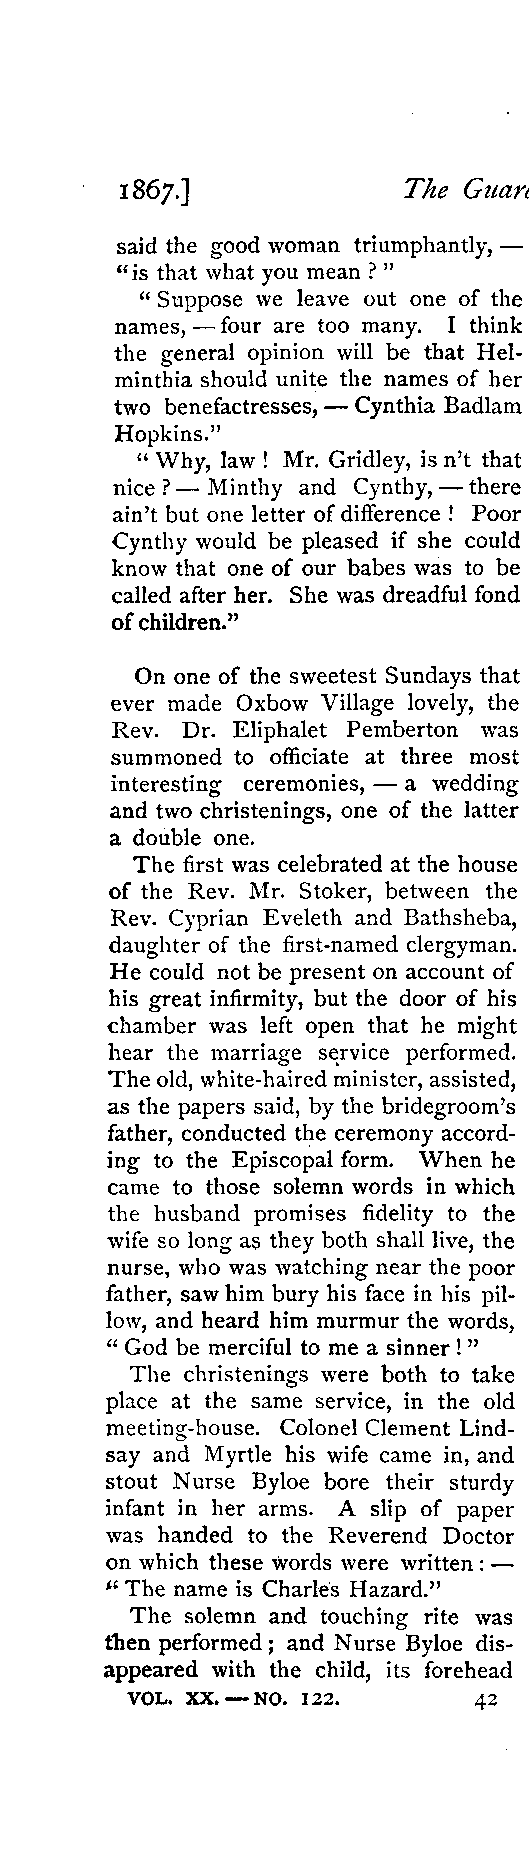 1867.] The Guar
said the good woman triumphantly, —
"is that what you mean ? "
" Suppose we leave out one of the
names, — four are too many. I think
the general opinion will be that Hel-
minthia should unite the names of her
two benefactresses, — Cynthia Badlam
Hopkins."
" Why, law ! Mr. Gridley, is n't that
nice ? — Minthy and Cynthy, — there
ain't but one letter of difference ! Poor
Cynthy would be pleased if she could
know that one of our babes was to be
called after her. She was dreadful fond
of children."
On one of the sweetest Sundays that
ever made Oxbow Village lovely, the
Rev. Dr. Eliphalet Pemberton was
summoned to officiate at three most
interesting ceremonies, — a wedding
and two christenings, one of the latter
a double one.
The first was celebrated at the house
of the Rev. Mr. Stoker, between the
Rev. Cyprian Eveleth and Bathsheba,
daughter of the first-named clergyman.
He could not be present on account of
his great infirmity, but the door of his
chamber was left open that he might
hear the marriage service performed.
The old, white-haired minister, assisted,
as the papers said, by the bridegroom's
father, conducted the ceremony accord-
ing to the Episcopal form. When he
came to those solemn words in which
the husband promises fidelity to the
wife so long as they both shall live, the
nurse, who was watching near the poor
father, saw him bury his face in his pil-
low, and heard him murmur the words,
" God be merciful to me a sinner ! "
The christenings were both to take
place at the same service, in the old
meeting-house. Colonel Clement Lind-
say and Myrtle his wife came in, and
stout Nurse Byloe bore their sturdy
infant in her arms. A slip of paper
was handed to the Reverend Doctor
on which these words were written : —
" The name is Charles Hazard."
The solemn and touching rite was
then performed ; and Nurse Byloe dis-
appeared with the child, its forehead
VOL. XX. — NO. 122. 42